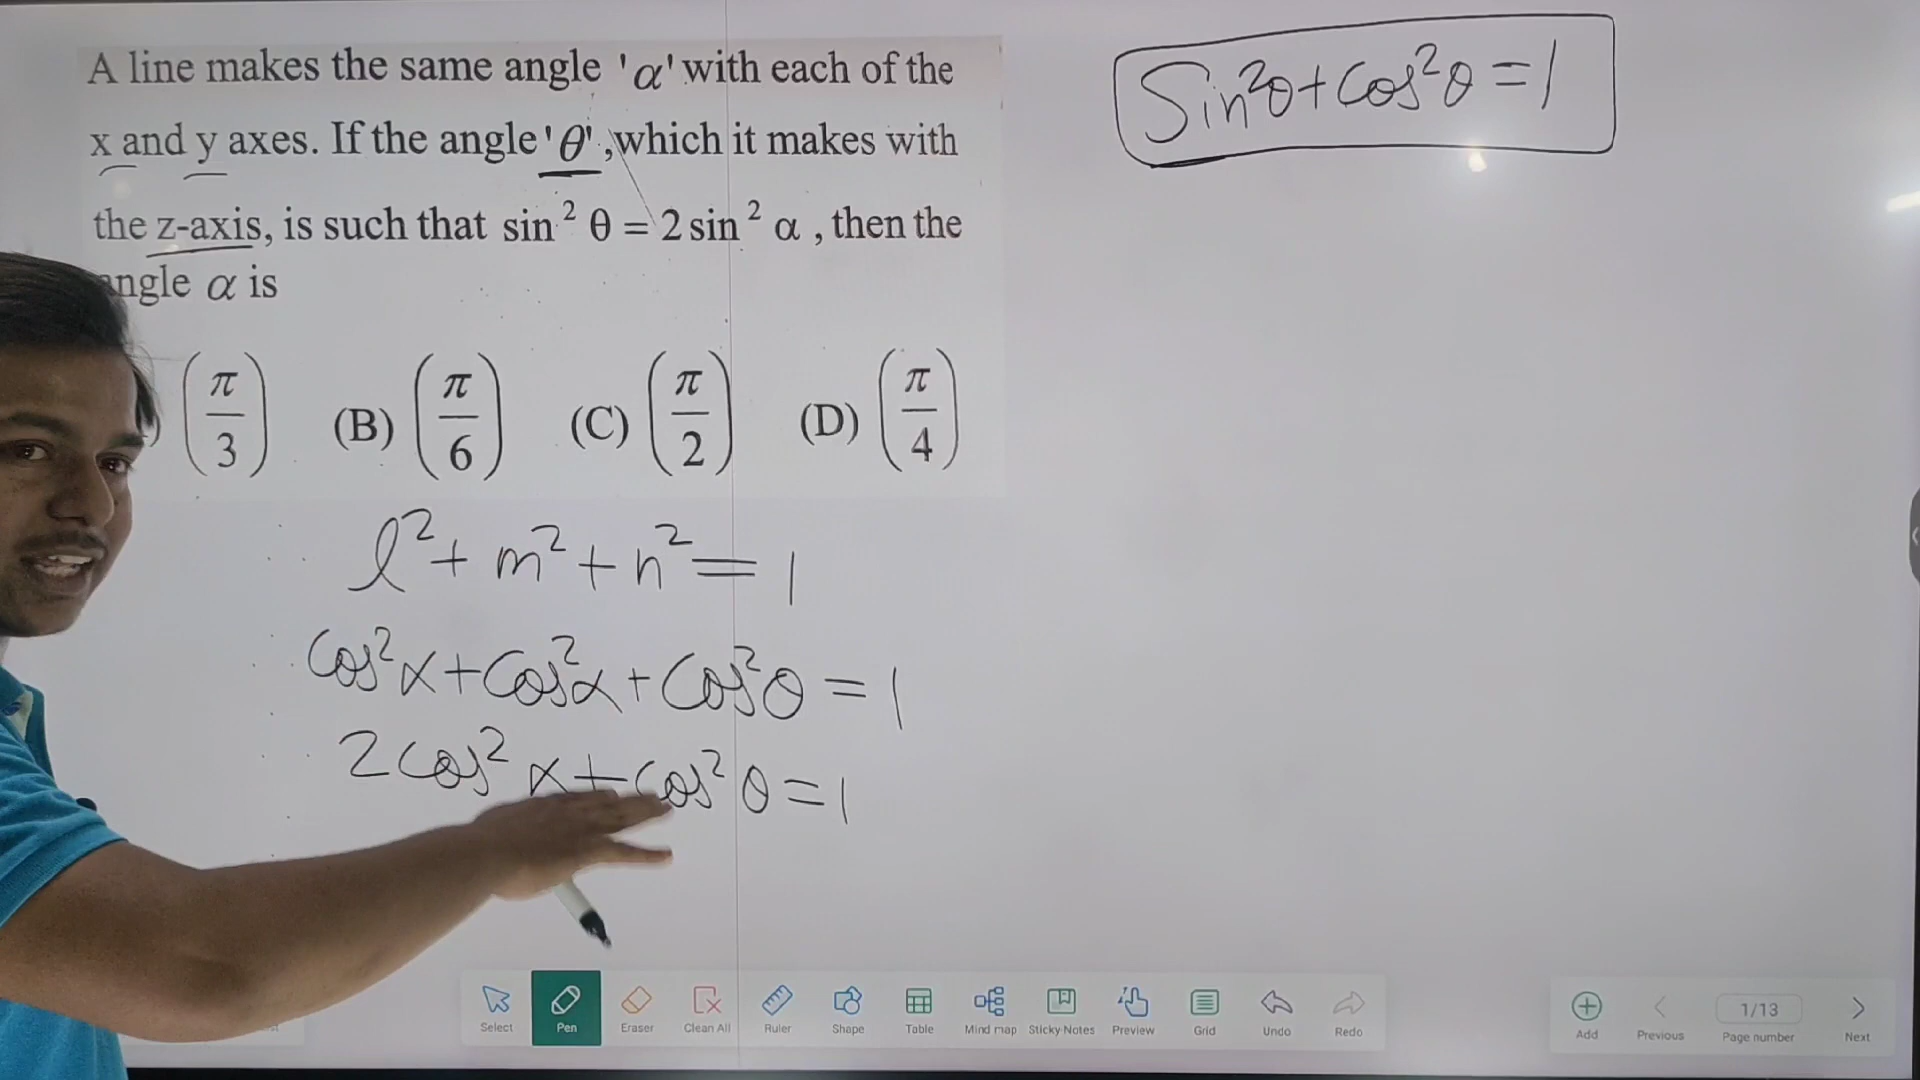 A line makes the same angle 'α' with each of the
x and y axes. If the angle 'θ', which it makes with
the z-axis, is such that sin² θ = 2 sin² α , then the
angle α is
) (π/3) (B) (π/6) (C) (π/2) (D) (π/4)
Sin²θ + Cos²θ = 1
l² + m² + n² = 1
Cos²α + Cos²α + Cos²θ = 1
2 Cos² α + Cos² θ = 1
Select Pen Eraser Clean All Ruler Shape Table Mind map Sticky Notes Preview Grid Undo Redo
Add Previous 1/13 Page number Next